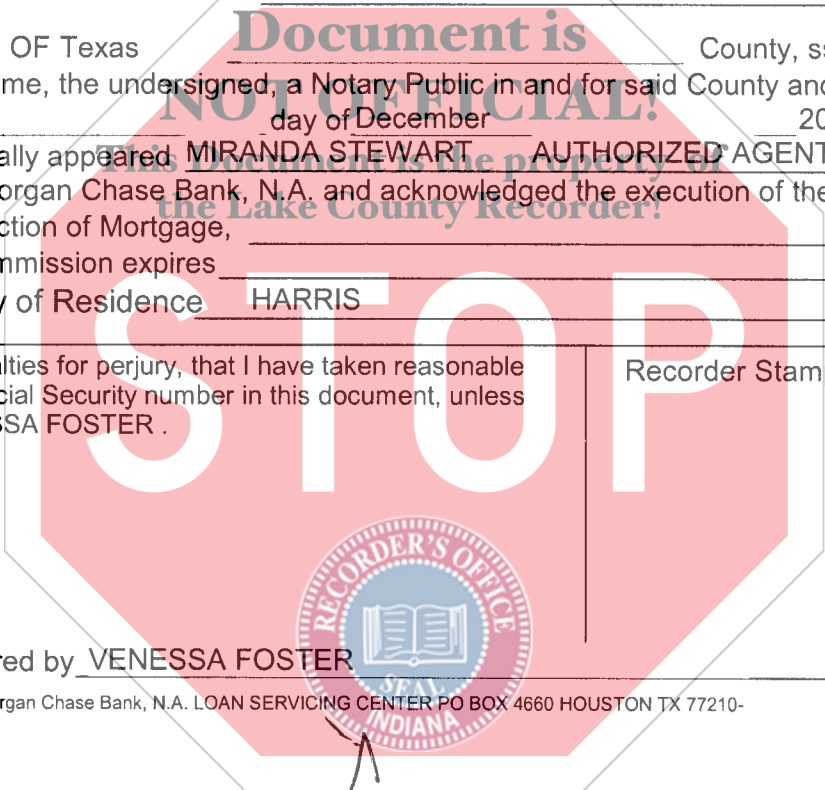 Document is
OF Texas County, ss
me, the undersigned, a Notary Public in and for said County and
NOT OFFICIAL!
day of December 20
ally appeared MIRANDA STEWART AUTHORIZED AGENT
This Document is the property of
organ Chase Bank, N.A. and acknowledged the execution of the
the Lake County Recorder!
ction of Mortgage,
mmission expires
y of Residence HARRIS
STOP
lties for perjury, that I have taken reasonable
cial Security number in this document, unless
SSA FOSTER .
Recorder Stam
RECORDER'S OFFICE
SEAL
INDIANA
red by VENESSA FOSTER
rgan Chase Bank, N.A. LOAN SERVICING CENTER PO BOX 4660 HOUSTON TX 77210-